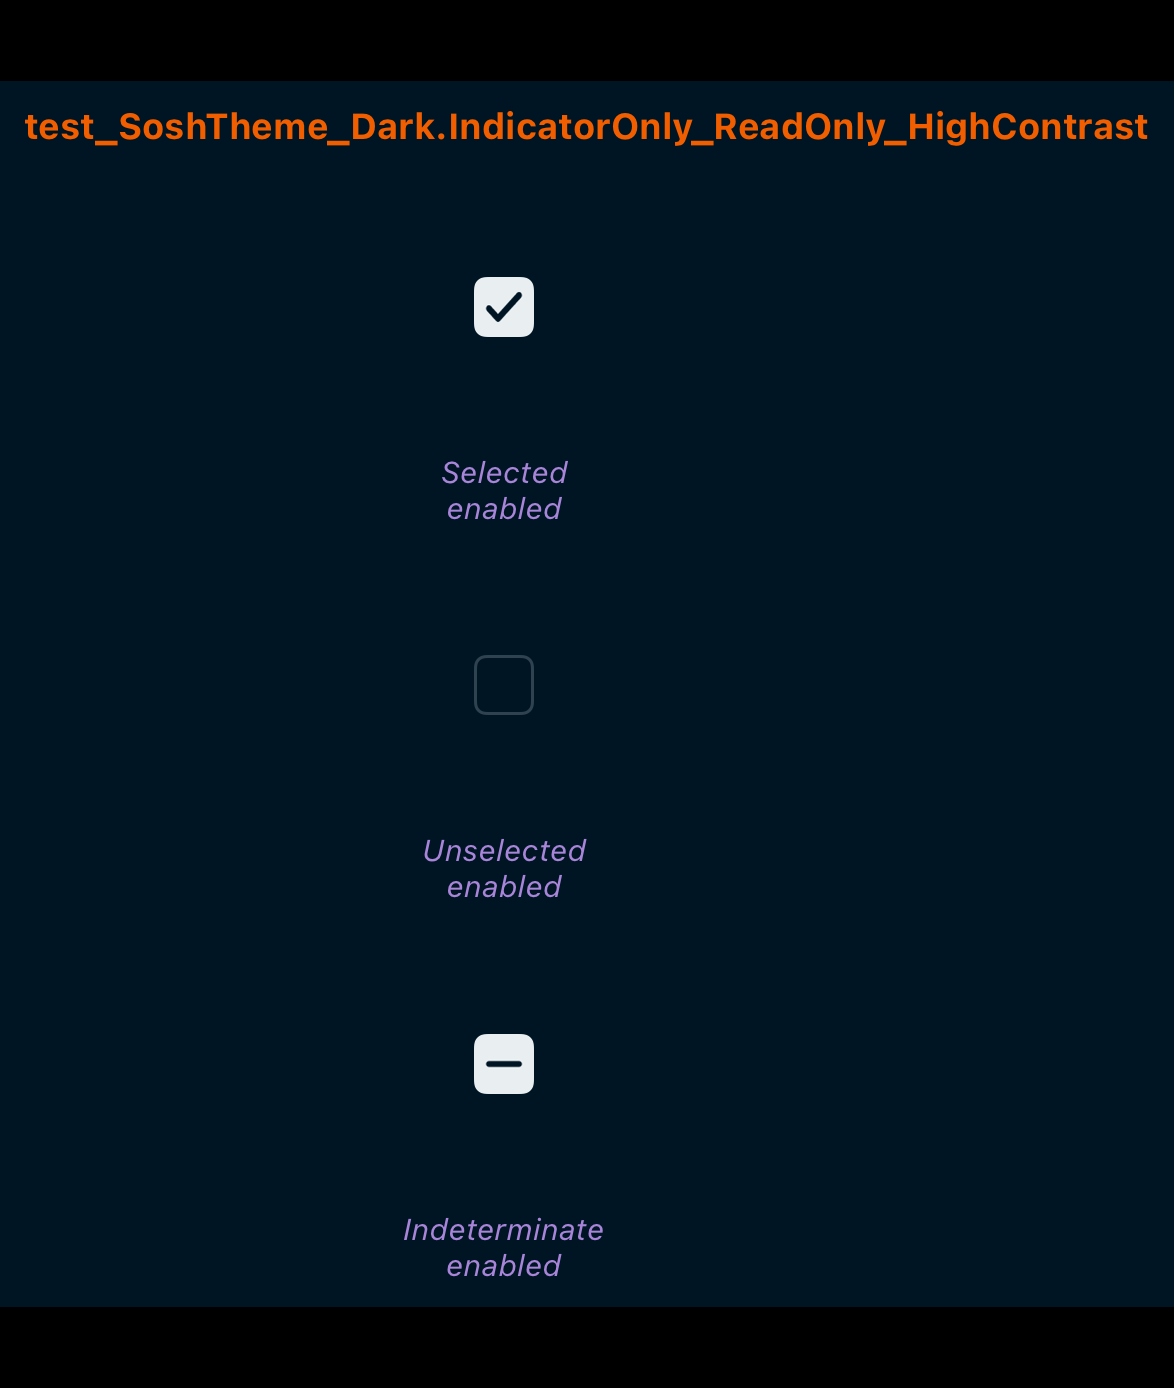 test_SoshTheme_Dark.IndicatorOnly_ReadOnly_HighContrast
Selected
enabled
Unselected
enabled
Indeterminate
enabled